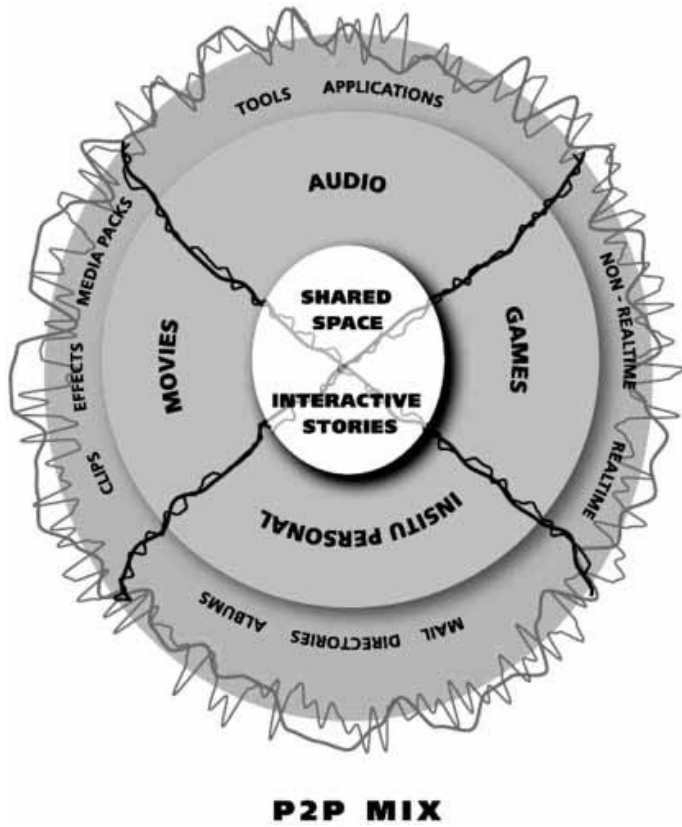 TOOLS APPLICATIONS
AUDIO
MEDIA PACKS
EFFECTS
CLIPS
MOVIES
SHARED
SPACE
INTERACTIVE
STORIES
GAMES
NON - REALTIME
REALTIME
INSITU PERSONAL
MAIL DIRECTORIES ALBUMS
P2P MIX